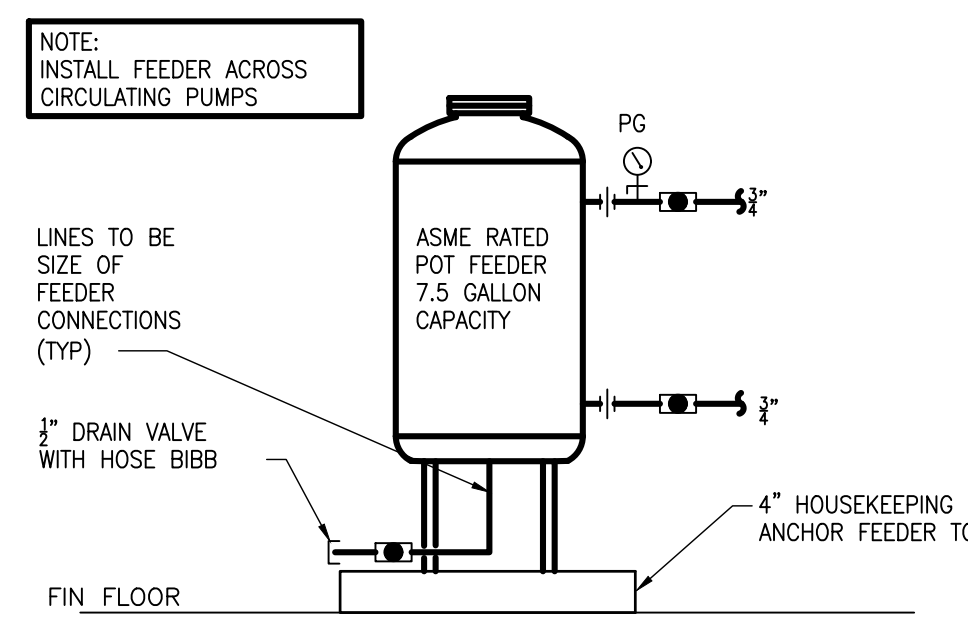 NOTE:
INSTALL FEEDER ACROSS
CIRCULATING PUMPS
PG
3/4"
LINES TO BE
SIZE OF
FEEDER
CONNECTIONS
(TYP)
ASME RATED
POT FEEDER
7.5 GALLON
CAPACITY
3/4"
1/2" DRAIN VALVE
WITH HOSE BIBB
4" HOUSEKEEPING
ANCHOR FEEDER
FIN FLOOR